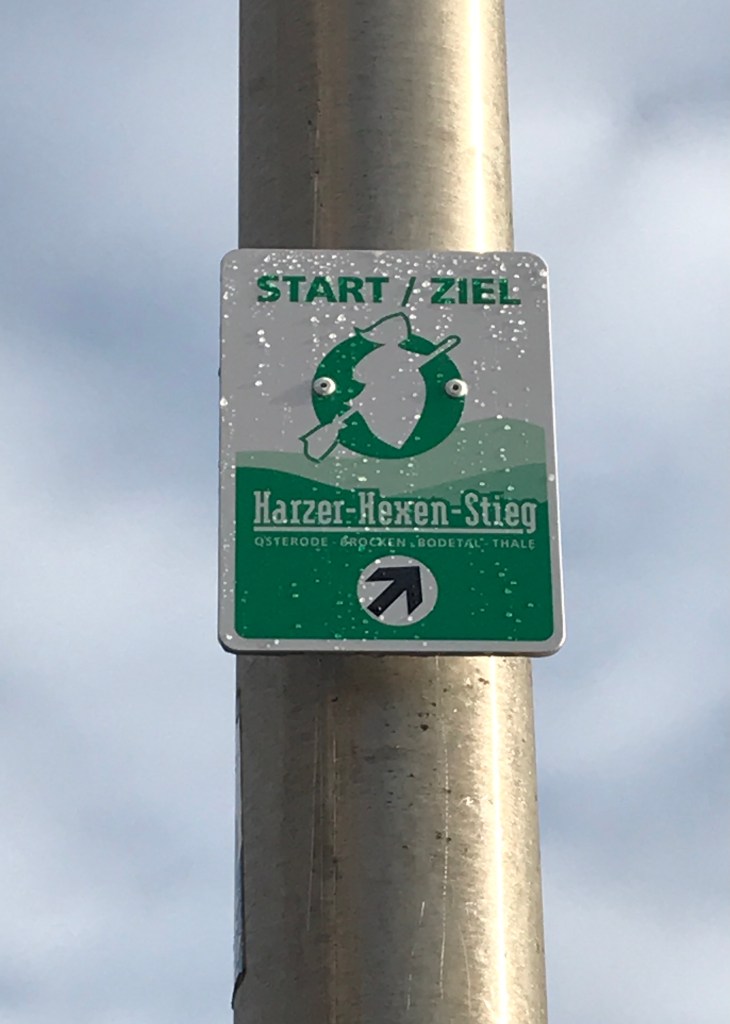 START / ZIEL
Harzer-Hexen-Stieg
OSTERODE - BROCKEN - BODETAL - THALE